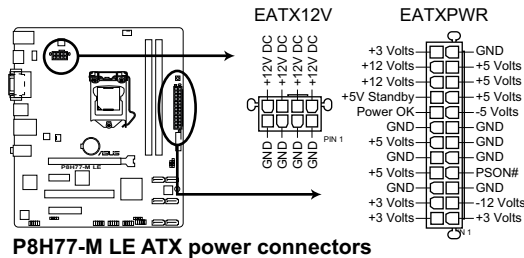 EATX12V
EATXPWR
+12V DC
+12V DC
+12V DC
+12V DC
GND
GND
GND
GND
PIN 1
+3 Volts
GND
+12 Volts
+5 Volts
+12 Volts
+5 Volts
+5V Standby
+5 Volts
Power OK
-5 Volts
GND
GND
+5 Volts
GND
GND
GND
+5 Volts
PSON#
GND
GND
+3 Volts
-12 Volts
+3 Volts
+3 Volts
N 1
/ISUS
P8H77-M LE
P8H77-M LE ATX power connectors